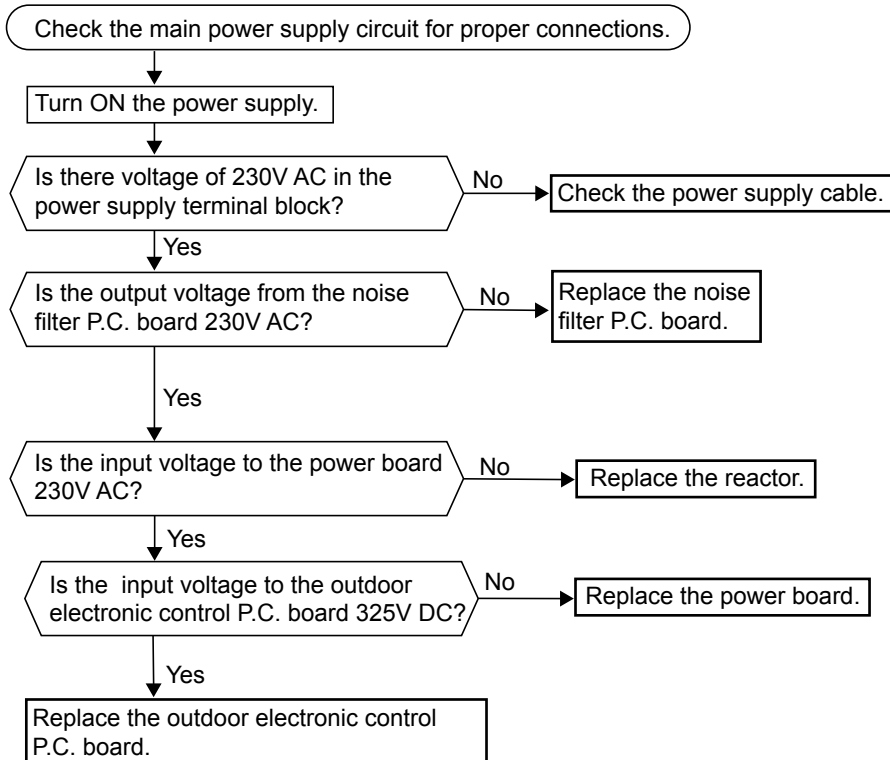 Check the main power supply circuit for proper connections.
Turn ON the power supply.
Is there voltage of 230V AC in the
power supply terminal block?
No
Check the power supply cable.
Yes
Is the output voltage from the noise
filter P.C. board 230V AC?
No
Replace the noise
filter P.C. board.
Yes
Is the input voltage to the power board
230V AC?
No
Replace the reactor.
Yes
Is the  input voltage to the outdoor
electronic control P.C. board 325V DC?
No
Replace the power board.
Yes
Replace the outdoor electronic control
P.C. board.